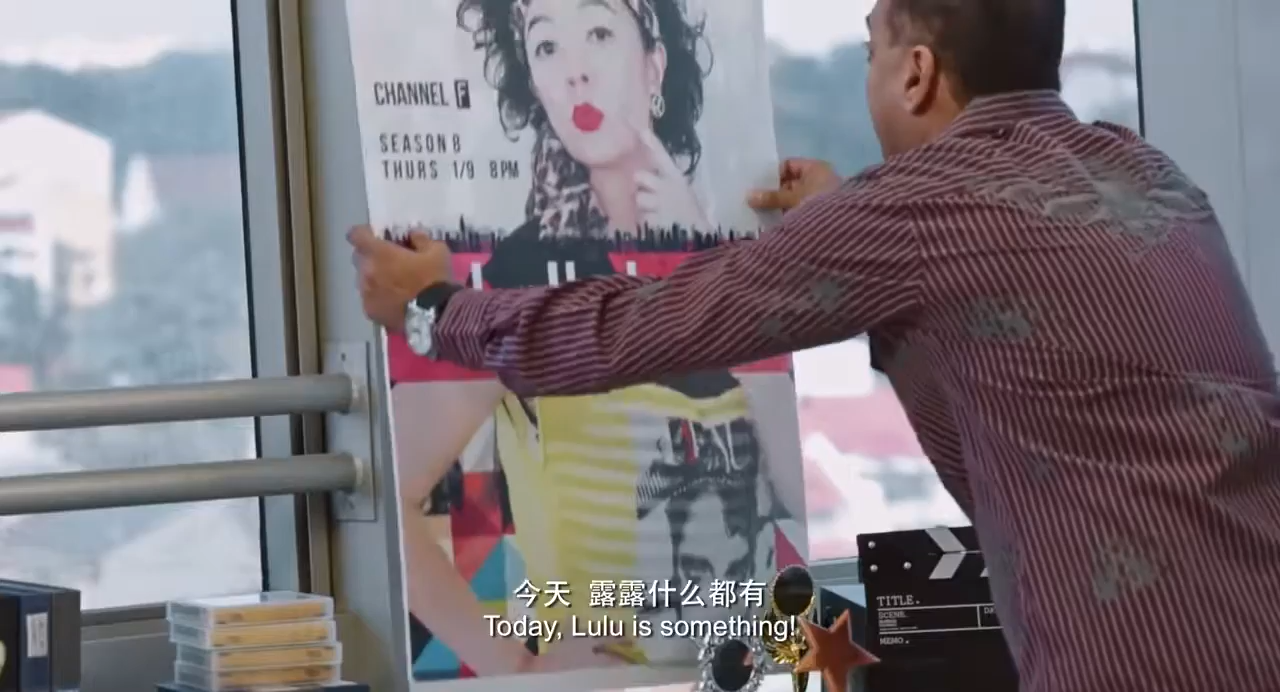 CHANNEL F
SEASON 8
THURS 1/9 8PM
TITLE.
SCENE.
MEMO.
今天 露露什么都有
Today, Lulu is something!